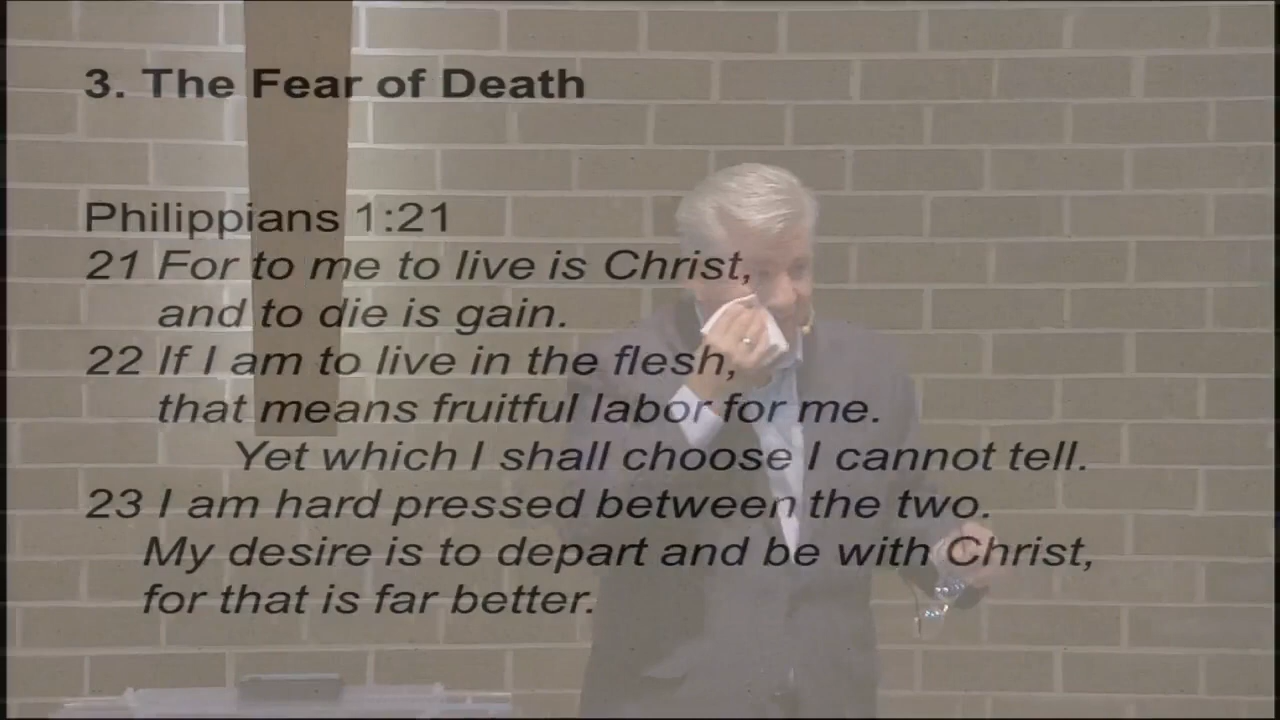 3. The Fear of Death
Philippians 1:21
21 For to me to live is Christ,
and to die is gain.
22 If I am to live in the flesh,
that means fruitful labor for me.
Yet which I shall choose I cannot tell.
23 I am hard pressed between the two.
My desire is to depart and be with Christ,
for that is far better.